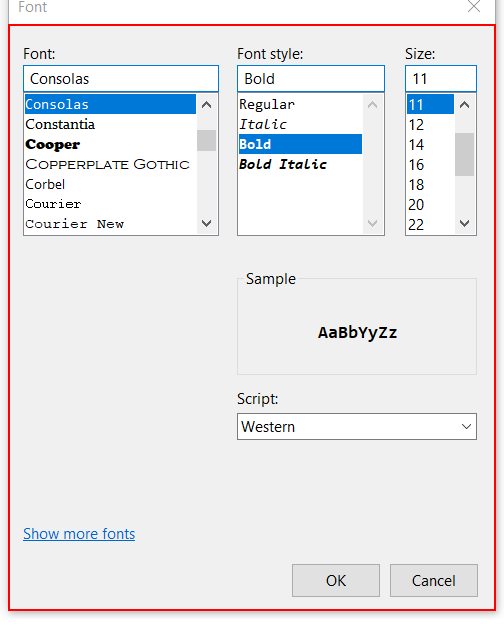 Font
Font:
Consolas
Consolas
Constantia
Cooper
COPPERPLATE GOTHIC
Corbel
Courier
Courier New
Font style:
Bold
Regular
Italic
Bold
Bold Italic
Size:
11
11
12
14
16
18
20
22
Sample
AaBbYyZz
Script:
Western
Show more fonts
OK
Cancel